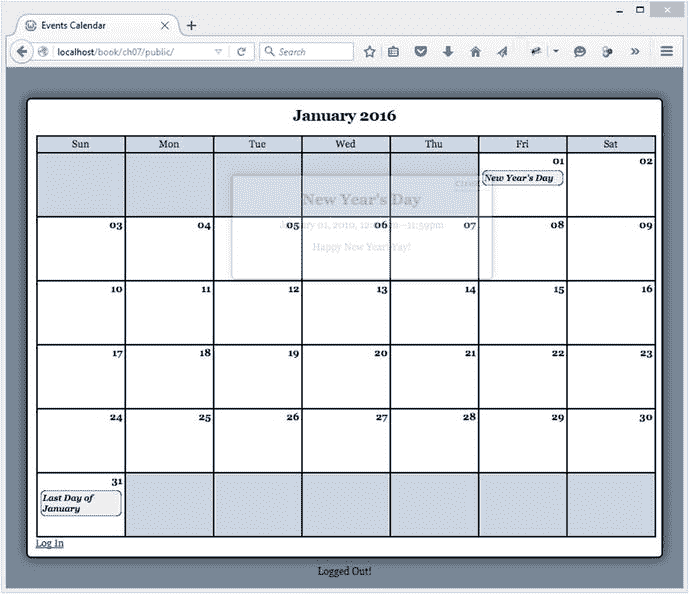 Events Calendar
localhost/book/ch07/public/
Search
January 2016
Sun Mon Tue Wed Thu Fri Sat
01 02
New Year's Day
close
New Year's Day
03 04 05 06 07 08 09
January 01, 12:00am—11:59pm
Happy New Year! Yay!
10 11 12 13 14 15 16
17 18 19 20 21 22 23
24 25 26 27 28 29 30
31
Last Day of
January
Log In
Logged Out!